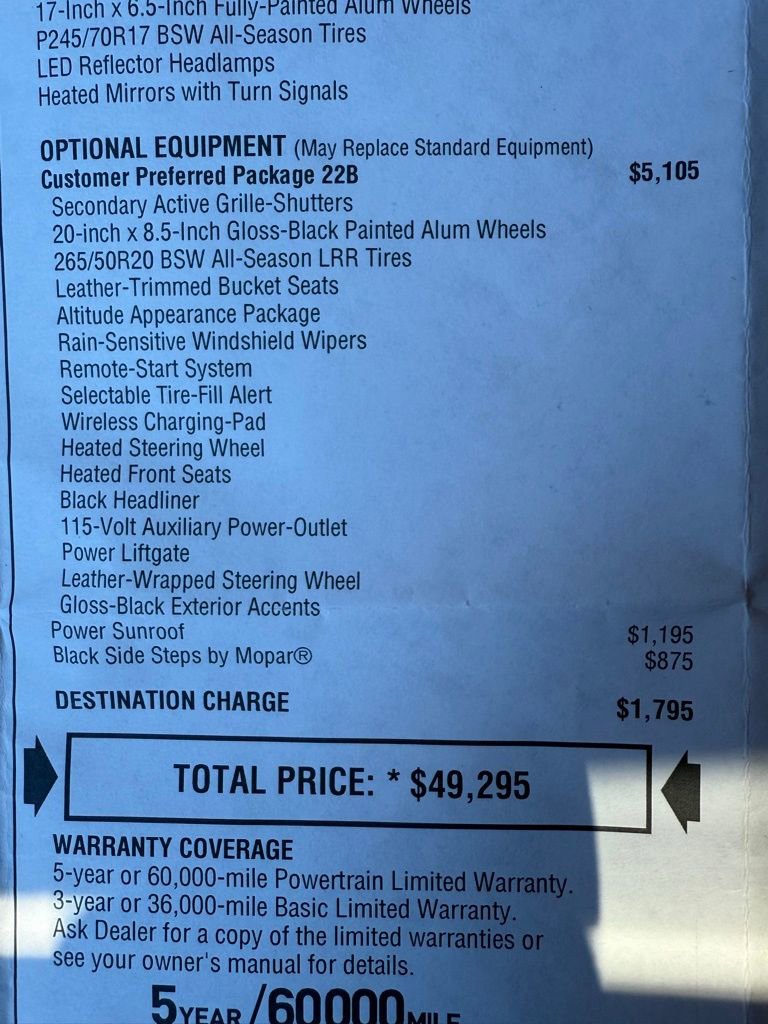 17-Inch x 6.5-Inch Fully-Painted Alum Wheels
P245/70R17 BSW All-Season Tires
LED Reflector Headlamps
Heated Mirrors with Turn Signals
OPTIONAL EQUIPMENT (May Replace Standard Equipment)
Customer Preferred Package 22B $5,105
Secondary Active Grille-Shutters
20-inch x 8.5-Inch Gloss-Black Painted Alum Wheels
265/50R20 BSW All-Season LRR Tires
Leather-Trimmed Bucket Seats
Altitude Appearance Package
Rain-Sensitive Windshield Wipers
Remote-Start System
Selectable Tire-Fill Alert
Wireless Charging-Pad
Heated Steering Wheel
Heated Front Seats
Black Headliner
115-Volt Auxiliary Power-Outlet
Power Liftgate
Leather-Wrapped Steering Wheel
Gloss-Black Exterior Accents
Power Sunroof $1,195
Black Side Steps by Mopar® $875
DESTINATION CHARGE $1,795
TOTAL PRICE: * $49,295
WARRANTY COVERAGE
5-year or 60,000-mile Powertrain Limited Warranty.
3-year or 36,000-mile Basic Limited Warranty.
Ask Dealer for a copy of the limited warranties or
see your owner's manual for details.
5YEAR/60000MILE